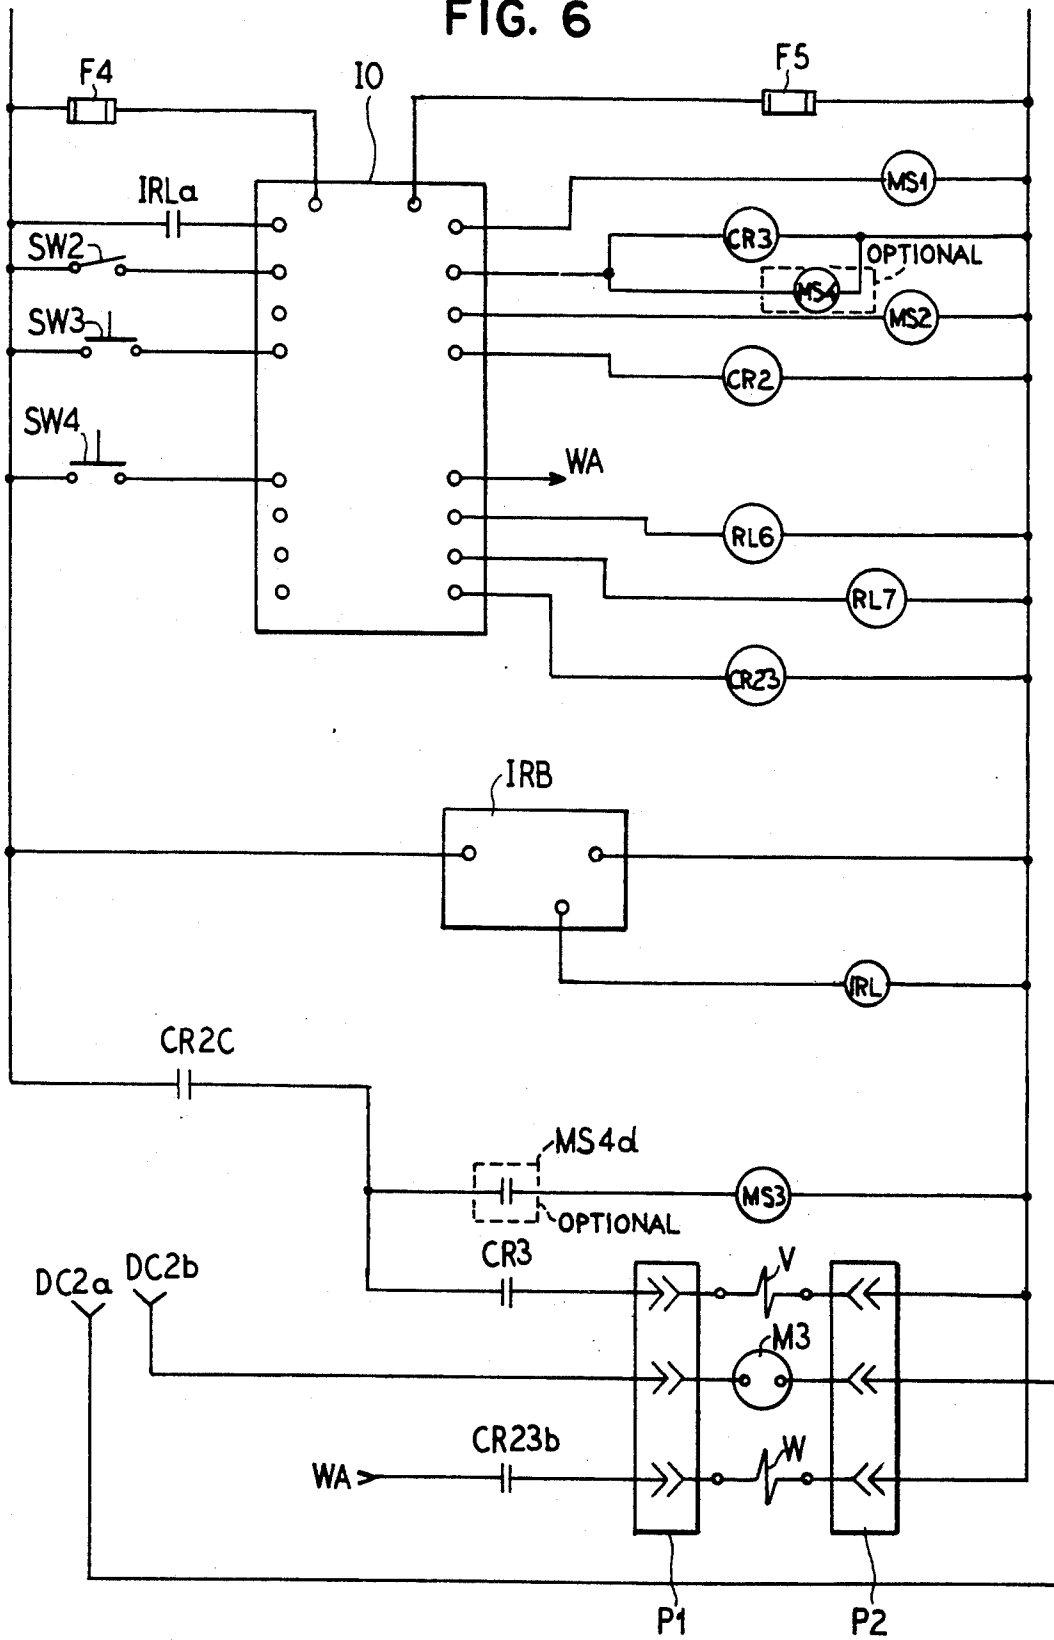 FIG. 6
F4
IO
F5
IRLa
MS1
SW2
CR3
OPTIONAL
MS4
SW3
MS2
CR2
SW4
WA
RL6
RL7
CR23
IRB
IRL
CR2C
MS4d
MS3
OPTIONAL
CR3
V
DC2a
DC2b
M3
CR23b
W
WA
P1
P2